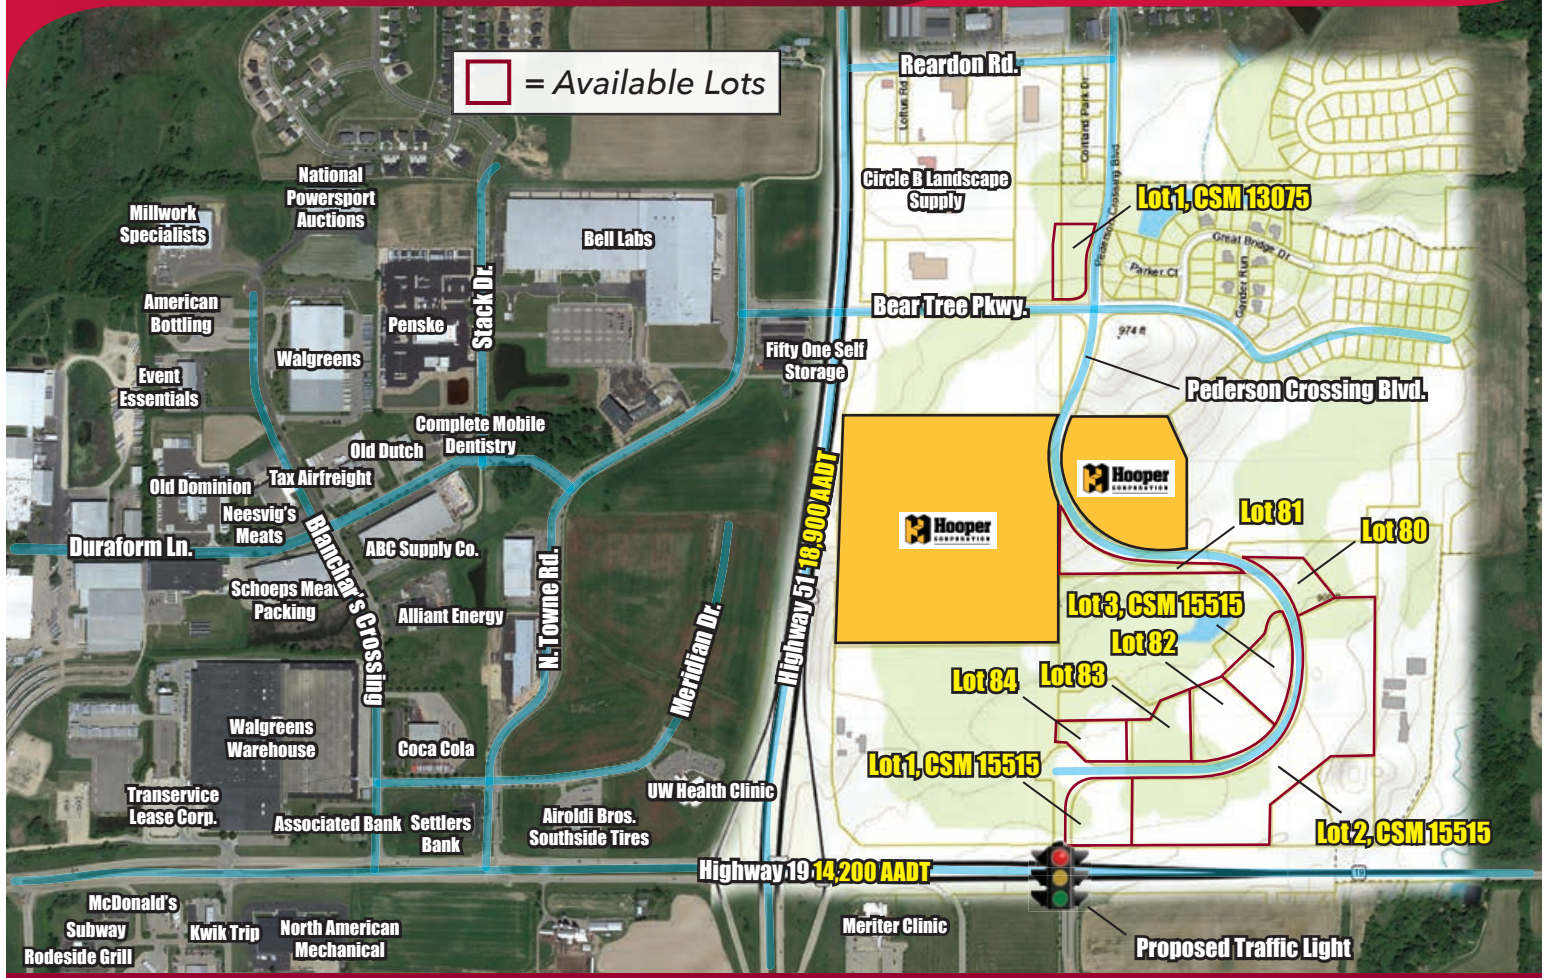 = Available Lots
Reardon Rd.
Loftus Rd
Cortland Park Dr
Pederson Crossing Blvd
National
Powersport
Auctions
Circle B Landscape
Supply
Lot 1, CSM 13075
Millwork
Specialists
Bell Labs
Great Bridge Dr
Parker Ct
Gander Run
American
Bottling
Stack Dr.
Penske
Bear Tree Pkwy.
974 ft
Walgreens
Fifty One Self
Storage
Event
Essentials
Pederson Crossing Blvd.
Complete Mobile
Dentistry
Old Dutch
Tax Airfreight
Old Dominion
Hooper
CORPORATION
Neesvig's
Meats
Hooper
CORPORATION
Lot 81
Lot 80
Duraform Ln.
ABC Supply Co.
Highway 51 18,900 AADT
Blanchar's Crossing
Schoeps Meat
Packing
Alliant Energy
N. Towne Rd.
Meridian Dr.
Lot 3, CSM 15515
Lot 82
Lot 83
Lot 84
Walgreens
Warehouse
Coca Cola
Lot 1, CSM 15515
UW Health Clinic
Transervice
Lease Corp.
Associated Bank
Settlers
Bank
Airoldi Bros.
Southside Tires
Lot 2, CSM 15515
Highway 19 14,200 AADT
19
McDonald's
Subway
Rodeside Grill
Kwik Trip
North American
Mechanical
Meriter Clinic
Proposed Traffic Light